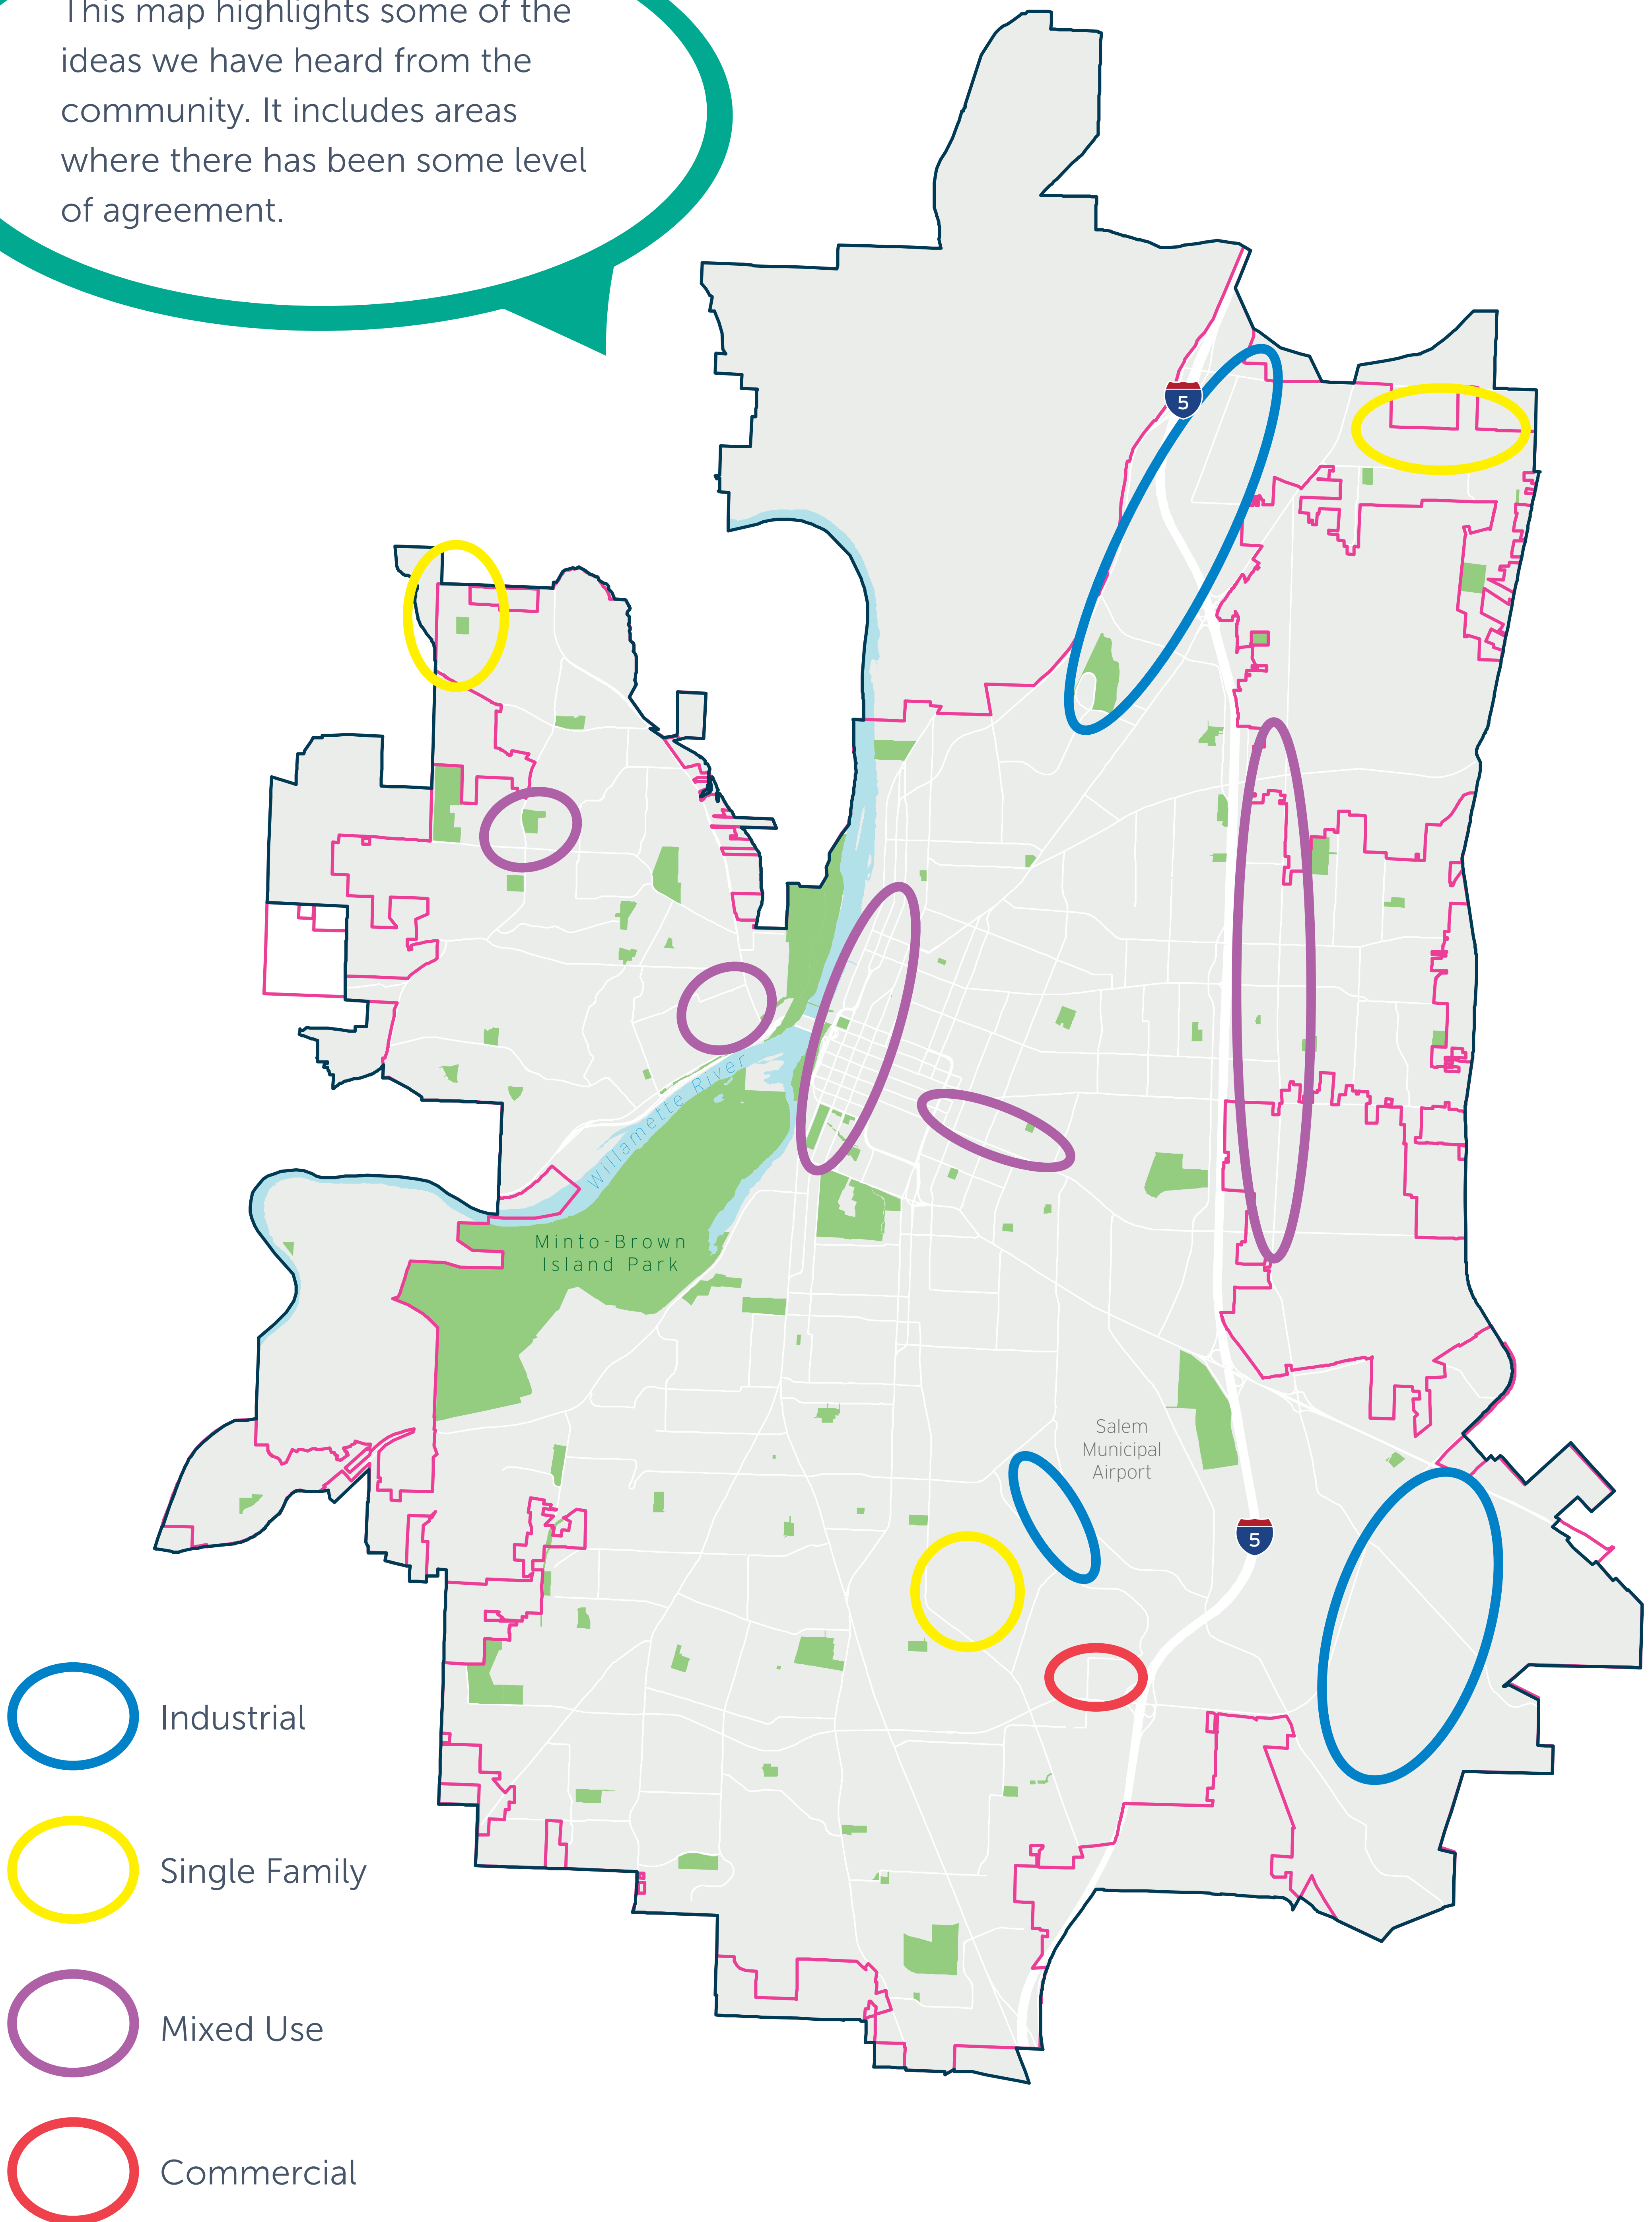 This map highlights some of the
ideas we have heard from the
community. It includes areas
where there has been some level
of agreement.
5
Willamette River
Minto-Brown
Island Park
Salem
Municipal
Airport
5
Industrial
Single Family
Mixed Use
Commercial